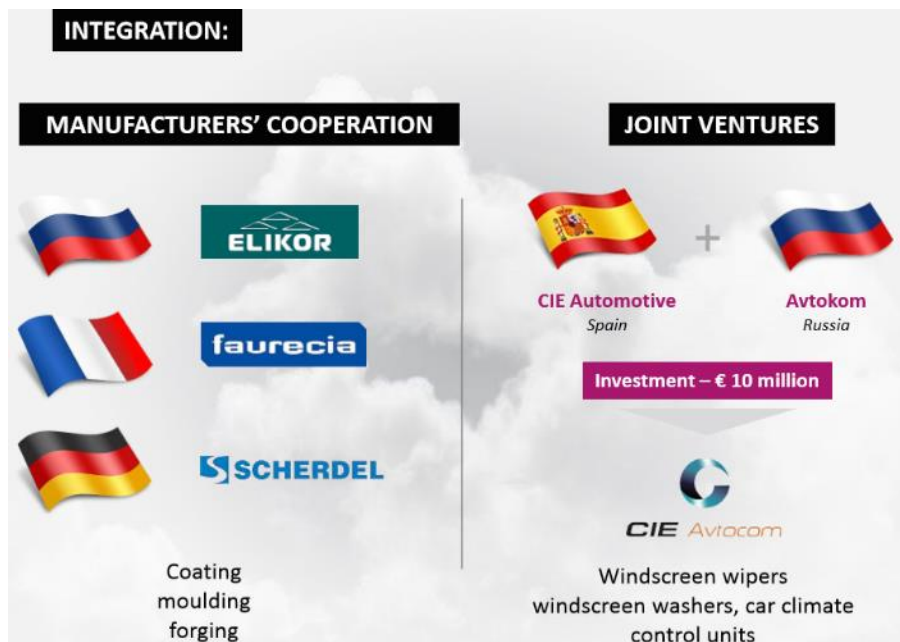 INTEGRATION:
MANUFACTURERS' COOPERATION
ELIKOR
faurecia
SCHERDEL
Coating
moulding
forging
JOINT VENTURES
+
CIE Automotive
Spain
Avtokom
Russia
Investment – € 10 million
CIE Avtocom
Windscreen wipers
windscreen washers, car climate
control units